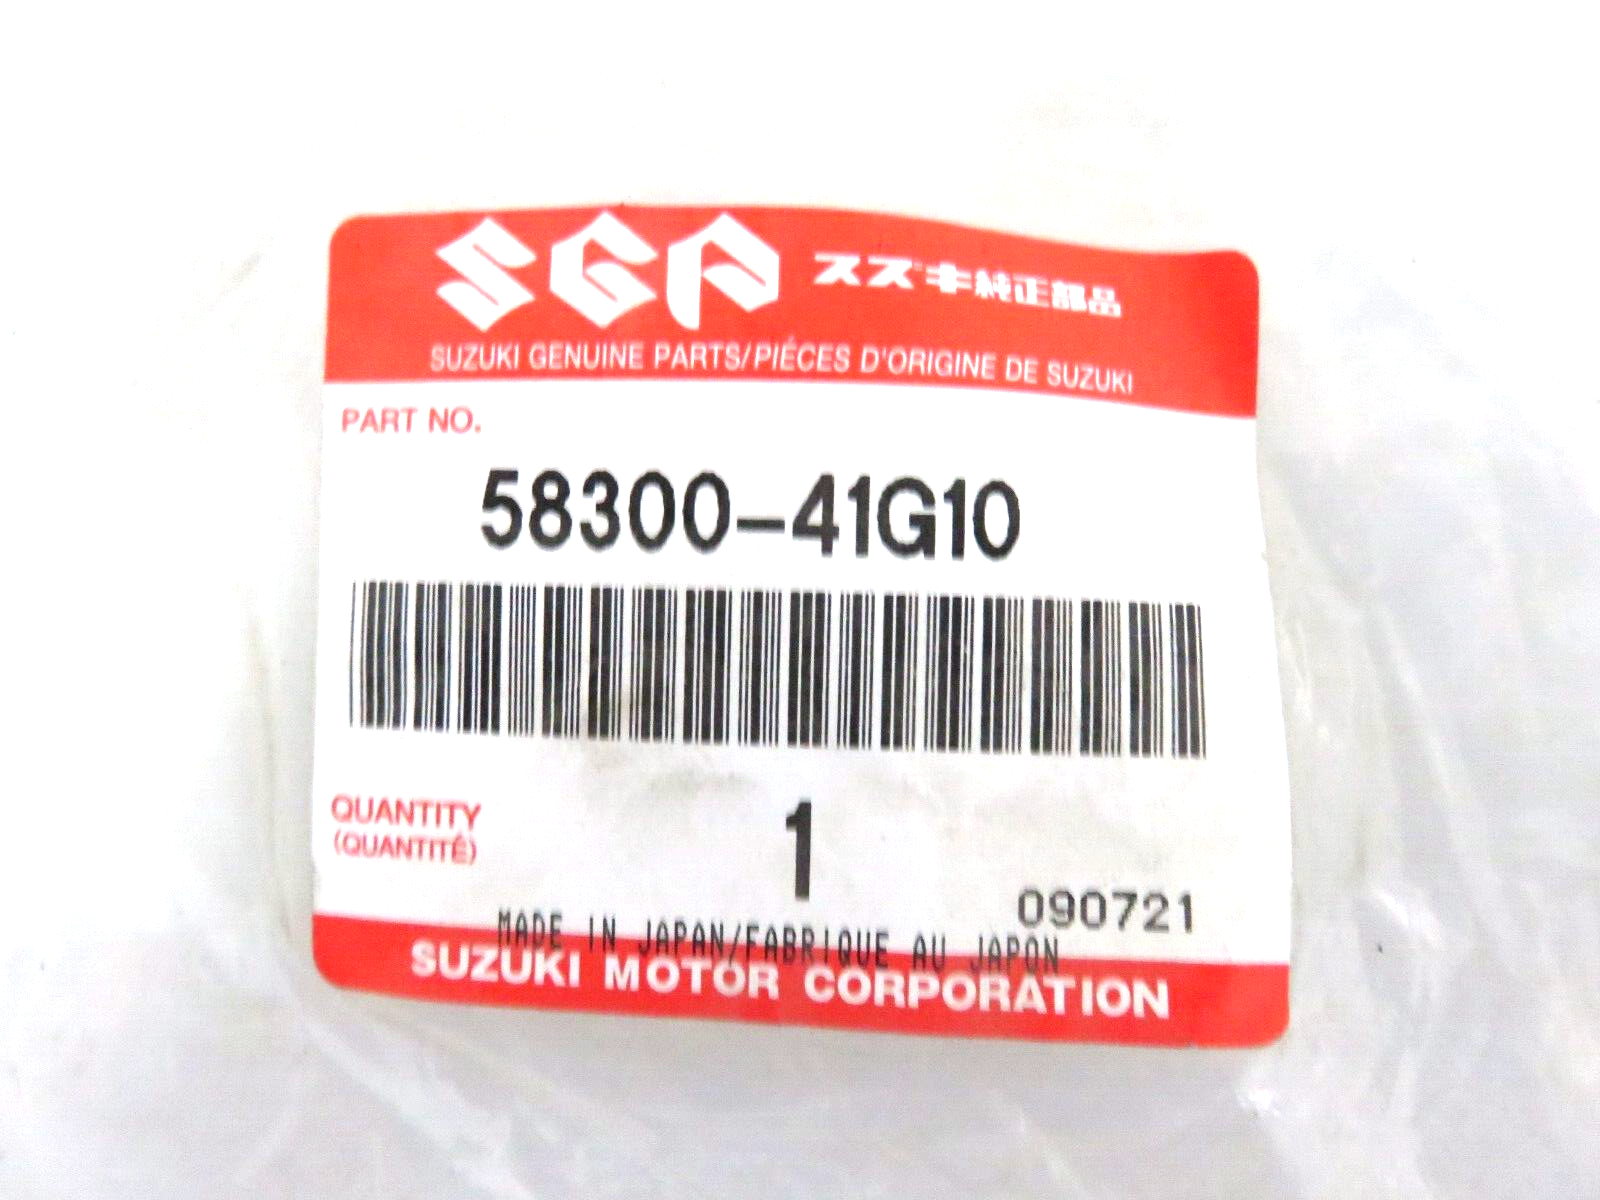 SGP スズキ純正部品
SUZUKI GENUINE PARTS/PIÉCES D'ORIGINE DE SUZUKI
PART NO.
58300-41G10
QUANTITY
(QUANTITÉ)
1
090721
MADE IN JAPAN/FABRIQUE AU JAPON
SUZUKI MOTOR CORPORATION